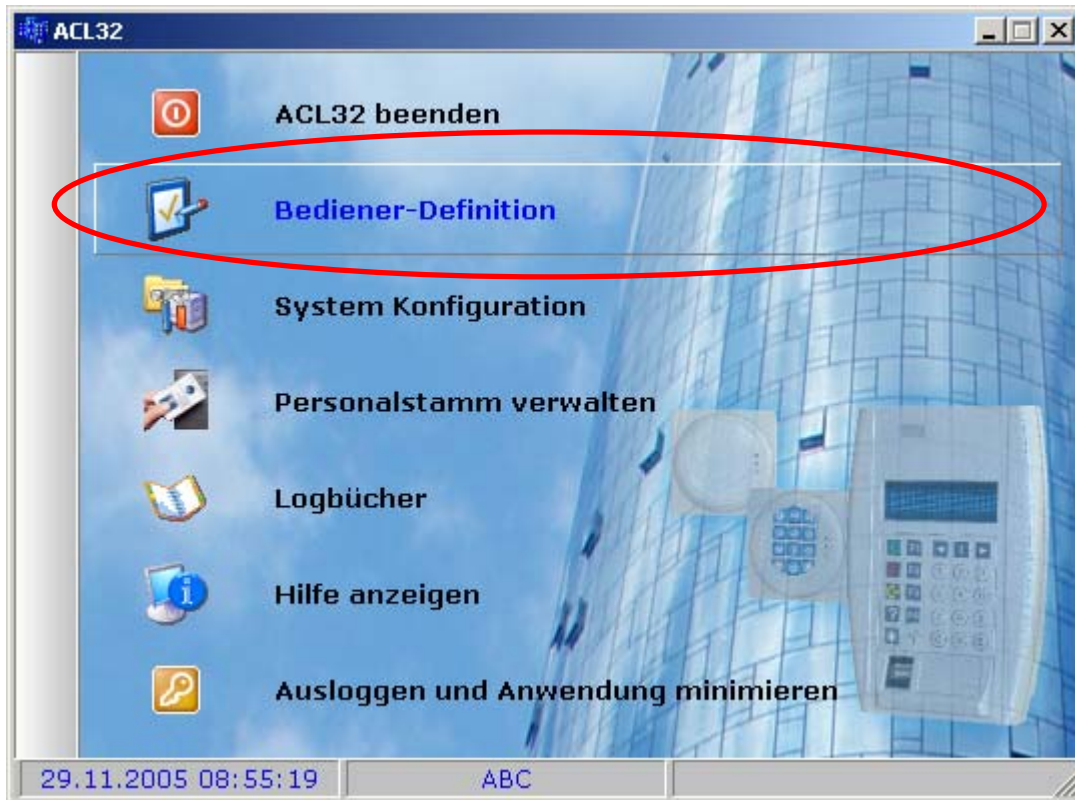 ACL32
ACL32 beenden
Bediener-Definition
System Konfiguration
Personalstamm verwalten
Logbücher
Hilfe anzeigen
Ausloggen und Anwendung minimieren
29.11.2005 08:55:19 ABC